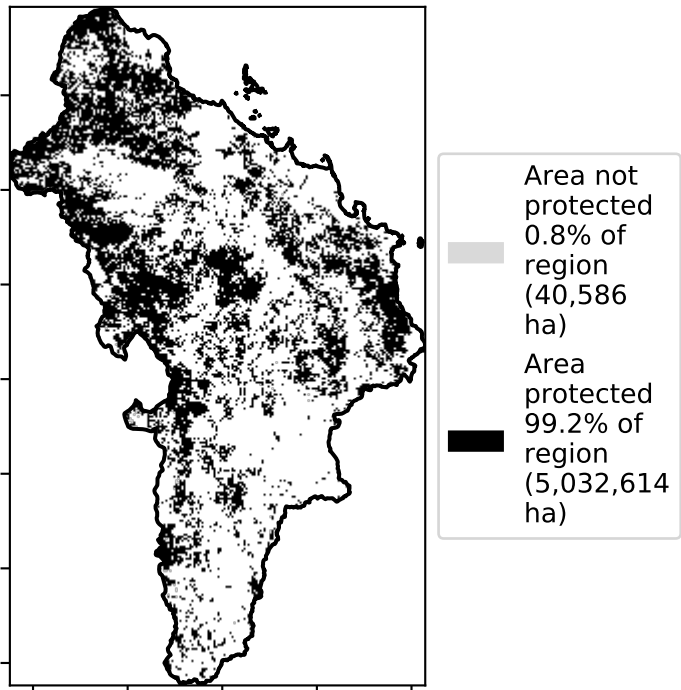 Area not
protected
0.8% of
region
(40,586
ha)
Area
protected
99.2% of
region
(5,032,614
ha)